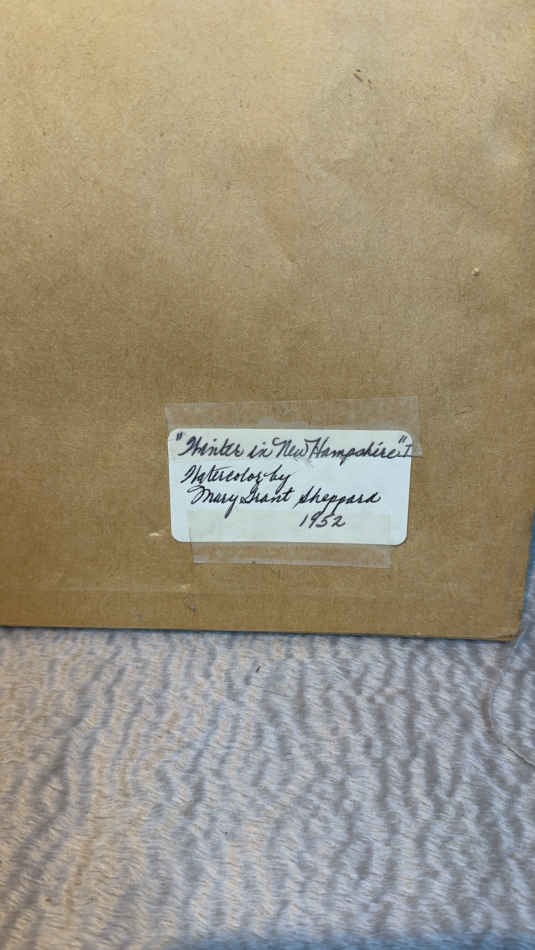 "Winter in New Hampshire" I
Watercolor by
Mary Grant Sheppard
1952